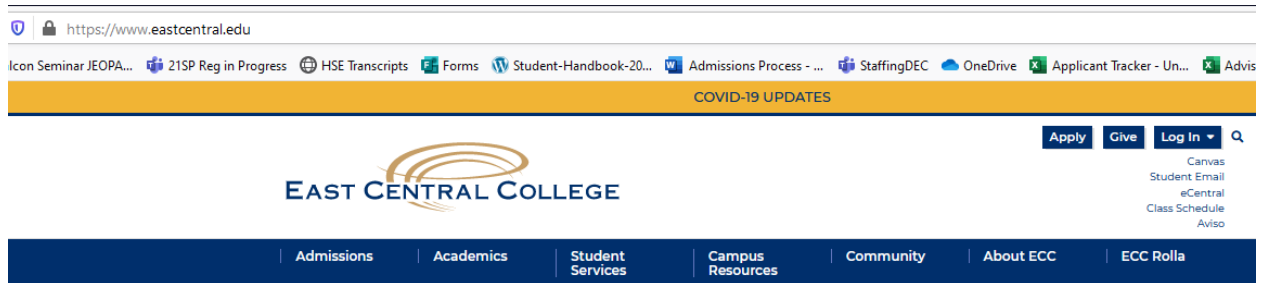 https://www.eastcentral.edu
lcon Seminar JEOPA... 21SP Reg in Progress HSE Transcripts Forms Student-Handbook-20... Admissions Process - ... StaffingDEC OneDrive Applicant Tracker - Un... Advis
COVID-19 UPDATES
Apply Give Log In
Canvas
Student Email
eCentral
Class Schedule
Aviso
EAST CENTRAL COLLEGE
Admissions Academics Student Services Campus Resources Community About ECC ECC Rolla